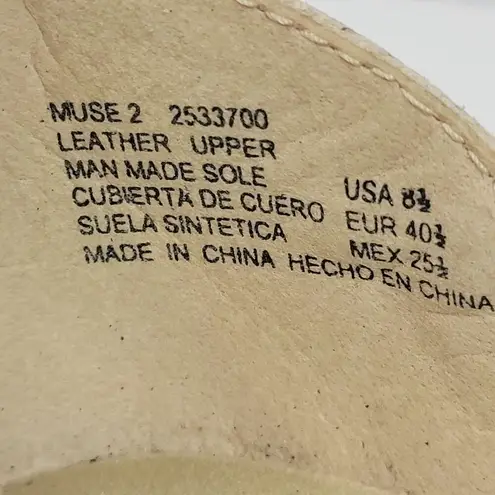 MUSE 2 2533700
LEATHER UPPER
MAN MADE SOLE
CUBIERTA DE CUERO
SUELA SINTETICA
MADE IN CHINA HECHO EN CHINA
USA 8½
EUR 40½
MEX 25½